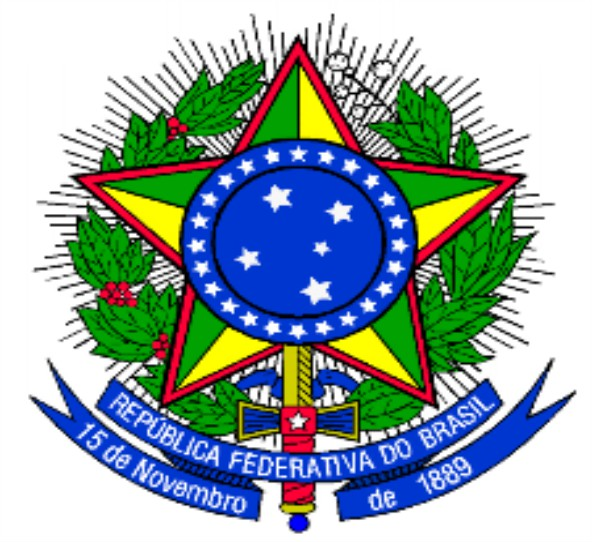 REPÚBLICA FEDERATIVA DO BRASIL
15 de Novembro de 1889